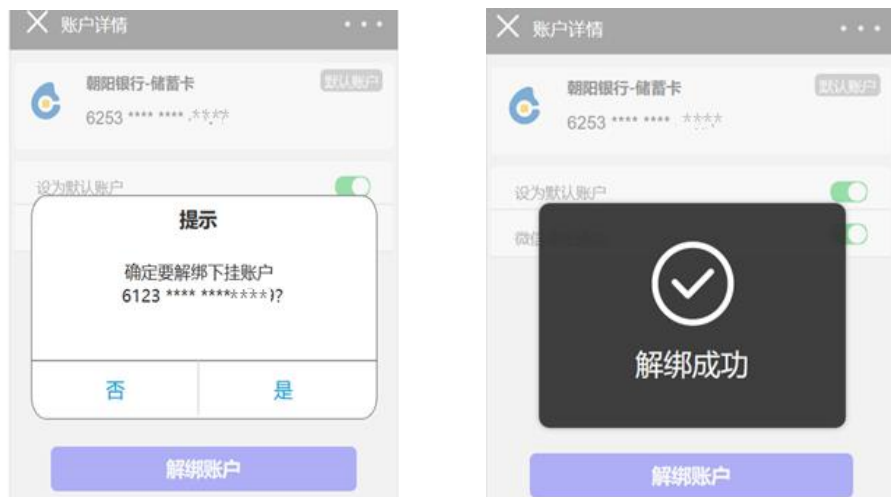 账户详情
朝阳银行-储蓄卡
默认账户
6253 **** **** ****
设为默认账户
提示
确定要解绑下挂账户
6123 **** ********)?
否
是
解绑账户
账户详情
朝阳银行-储蓄卡
默认账户
6253 **** **** ****
设为默认账户
微信
解绑成功
解绑账户